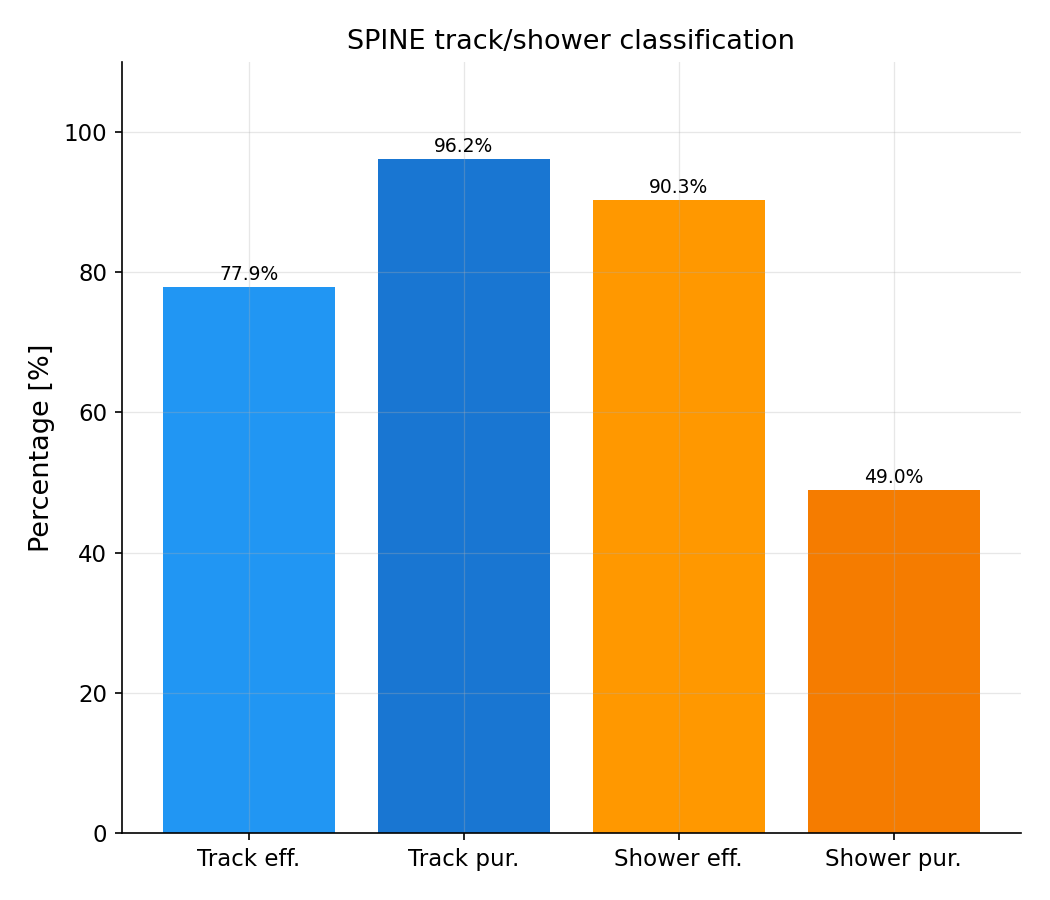 SPINE track/shower classification
Percentage [%]
100
80
60
40
20
0
77.9%
96.2%
90.3%
49.0%
Track eff.
Track pur.
Shower eff.
Shower pur.